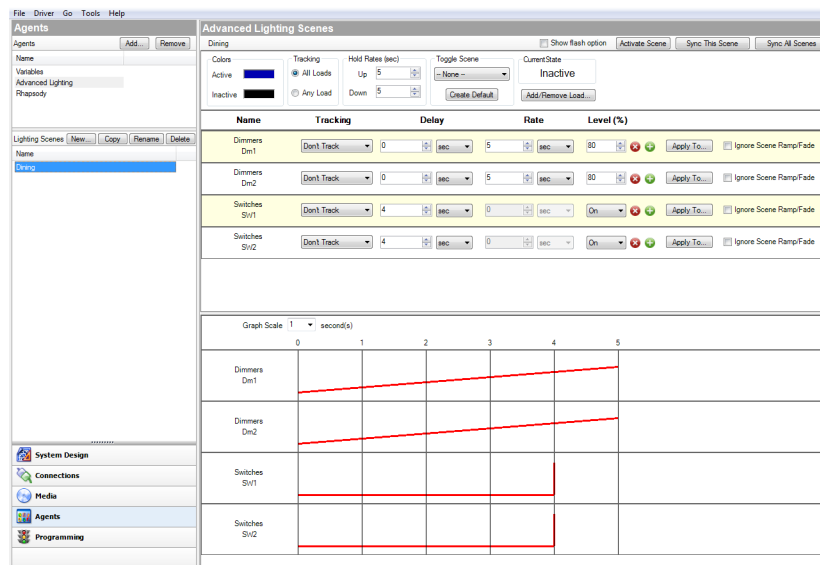 File Driver Go Tools Help
Agents
Agents Add... Remove
Name
Variables
Advanced Lighting
Rhapsody
Lighting Scenes New... Copy Rename Delete
Name
Dining
System Design
Connections
Media
Agents
Programming
Advanced Lighting Scenes
Dining Show flash option Activate Scene Sync This Scene Sync All Scenes
Colors Tracking Hold Rates (sec) Toggle Scene Current State
Active All Loads Up 5 -- None -- Inactive
Inactive Any Load Down 5 Create Default Add/Remove Load...
Name Tracking Delay Rate Level (%)
Dimmers
Dm1 Don't Track 0 sec 5 sec 80 Apply To... Ignore Scene Ramp/Fade
Dimmers
Dm2 Don't Track 0 sec 5 sec 80 Apply To... Ignore Scene Ramp/Fade
Switches
SW1 Don't Track 4 sec 0 sec On Apply To... Ignore Scene Ramp/Fade
Switches
SW2 Don't Track 4 sec 0 sec On Apply To... Ignore Scene Ramp/Fade
Graph Scale 1 second(s)
0 1 2 3 4 5
Dimmers
Dm1
Dimmers
Dm2
Switches
SW1
Switches
SW2